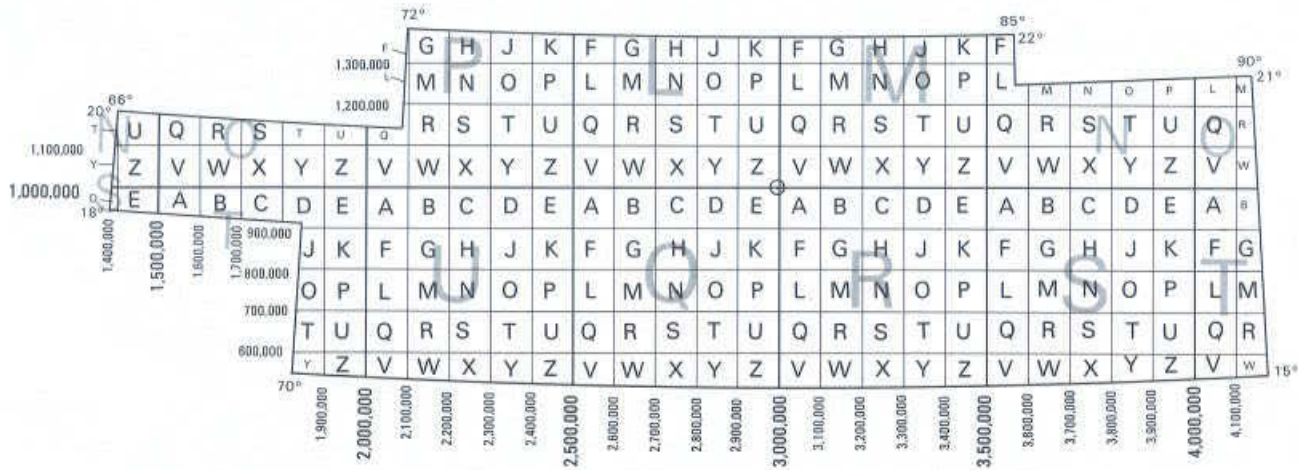 72° 85°
F G H J K F G H J K F G H J K F 22°
1,300,000
L M N O P L M N O P L M N O P L 90°
21°
M N O P L M
P L M
66° 1,200,000
20°
T U Q R S T U Q R S T U Q R S T U Q R S T U Q R S T U Q R
N O N O
1,100,000
Y Z V W X Y Z V W X Y Z V W X Y Z V W X Y Z V W X Y Z V W
1,000,000
S T
D E A B C D E A B C D E A B C D E A B C D E A B C D E A B
18° 900,000
J K F G H J K F G H J K F G H J K F G H J K F G
800,000
U Q R S T
O P L M N O P L M N O P L M N O P L M N O P L M
700,000
T U Q R S T U Q R S T U Q R S T U Q R S T U Q R
600,000
Y Z V W X Y Z V W X Y Z V W X Y Z V W X Y Z V W
70° 15°
1,400,000 1,500,000 1,600,000 1,700,000
1,900,000 2,000,000 2,100,000 2,200,000 2,300,000 2,400,000 2,500,000 2,600,000 2,700,000 2,800,000 2,900,000 3,000,000 3,100,000 3,200,000 3,300,000 3,400,000 3,500,000 3,600,000 3,700,000 3,800,000 3,900,000 4,000,000 4,100,000